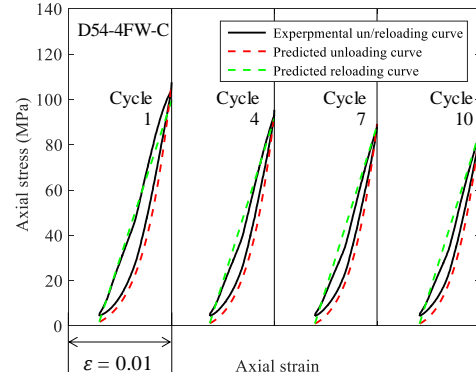 140
120
100
80
60
40
20
0
Axial stress (MPa)
D54-4FW-C
Experpmental un/reloading curve
Predicted unloading curve
Predicted reloading curve
Cycle
1
Cycle
4
Cycle
7
Cycle
10
ε = 0.01
Axial strain